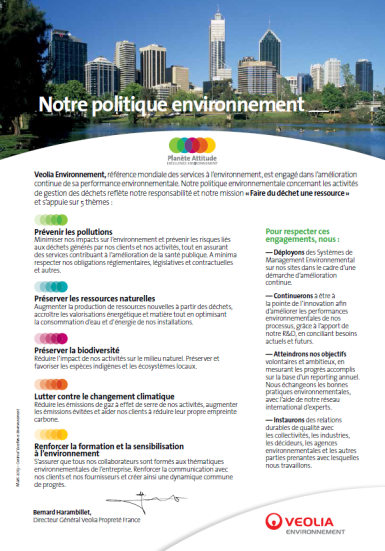 Notre politique environnement
Planète Attitude
EXCELLENCE ENVIRONNEMENT
Veolia Environnement, référence mondiale des services à l'environnement, est engagé dans l'amélioration
continue de sa performance environnementale. Notre politique environnementale concernant les activités
de gestion des déchets reflète notre responsabilité et notre mission « Faire du déchet une ressource »
et s'appuie sur 5 thèmes :
Prévenir les pollutions
Minimiser nos impacts sur l'environnement et prévenir les risques liés
aux déchets générés par nos clients et nos activités, tout en assurant
des services contribuant à l'amélioration de la santé publique. A minima
respecter nos obligations réglementaires, législatives et contractuelles
et autres.
Préserver les ressources naturelles
Augmenter la production de ressources nouvelles à partir des déchets,
accroître les valorisations énergétique et matière tout en optimisant
la consommation d'eau et d'énergie de nos installations.
Préserver la biodiversité
Réduire l'impact de nos activités sur le milieu naturel. Préserver et
favoriser les espèces indigènes et les écosystèmes locaux.
Lutter contre le changement climatique
Réduire les émissions de gaz à effet de serre de nos activités, augmenter
les émissions évitées et aider nos clients à réduire leur propre empreinte
carbone.
Renforcer la formation et la sensibilisation
à l'environnement
S'assurer que tous nos collaborateurs sont formés aux thématiques
environnementales de l'entreprise. Renforcer la communication avec
nos clients et nos fournisseurs et créer ainsi une dynamique commune
de progrès.
Bernard Harambillet,
Directeur Général Veolia Propreté France
Pour respecter ces
engagements, nous :
— Déployons des Systèmes de
Management Environnemental
sur nos sites dans le cadre d'une
démarche d'amélioration
continue.
— Continuerons à être à
la pointe de l'innovation afin
d'améliorer les performances
environnementales de nos
processus, grâce à l'apport de
notre R&D, en conciliant besoins
actuels et futurs.
— Atteindrons nos objectifs
volontaires et ambitieux, en
mesurant les progrès accomplis
sur la base d'un reporting annuel.
Nous échangeons les bonnes
pratiques environnementales,
avec l'aide de notre réseau
international d'experts.
— Instaurons des relations
durables de qualité avec
les collectivités, les industries,
les décideurs, les agences
environnementales et les autres
parties prenantes avec lesquelles
nous travaillons.
VEOLIA
ENVIRONNEMENT